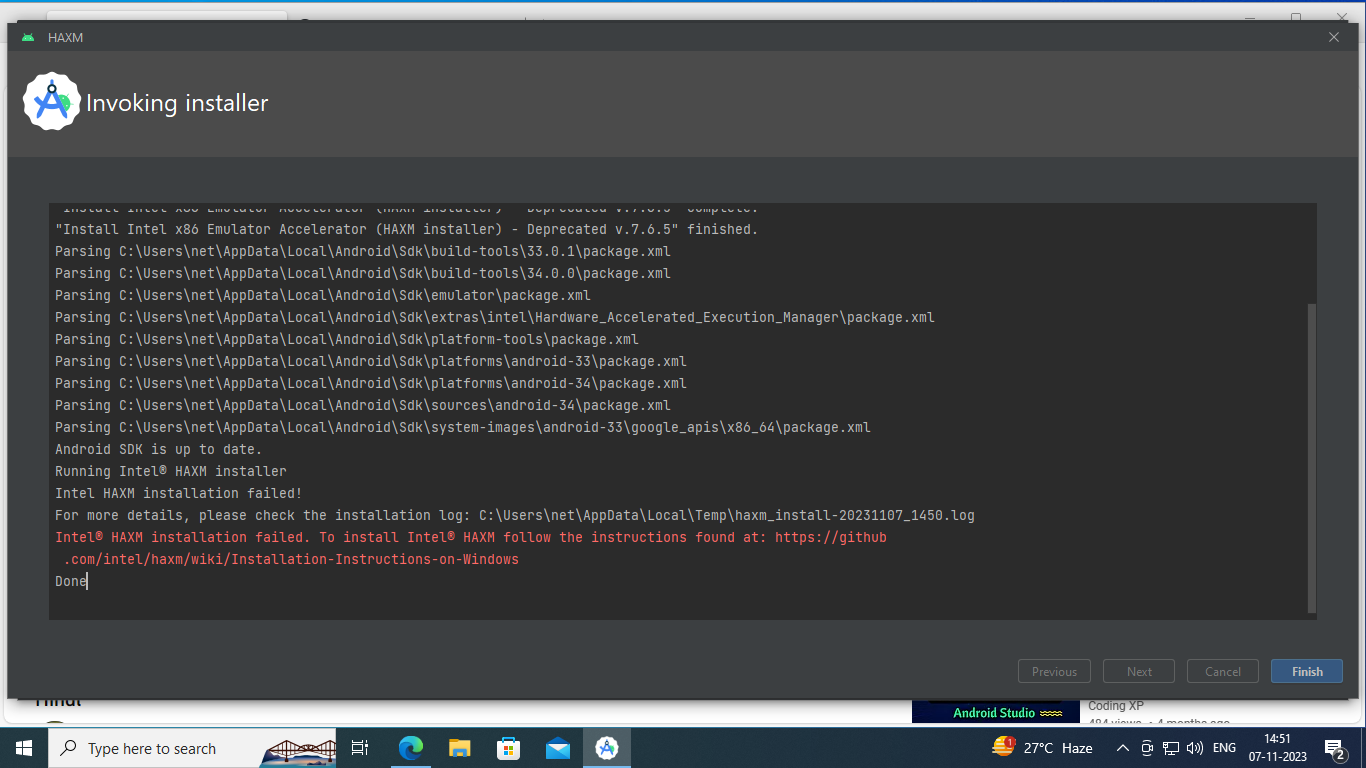 HAXM
Invoking installer
"Install Intel x86 Emulator Accelerator (HAXM installer) - Deprecated v.7.6.5" complete.
"Install Intel x86 Emulator Accelerator (HAXM installer) - Deprecated v.7.6.5" finished.
Parsing C:\Users\net\AppData\Local\Android\Sdk\build-tools\33.0.1\package.xml
Parsing C:\Users\net\AppData\Local\Android\Sdk\build-tools\34.0.0\package.xml
Parsing C:\Users\net\AppData\Local\Android\Sdk\emulator\package.xml
Parsing C:\Users\net\AppData\Local\Android\Sdk\extras\intel\Hardware_Accelerated_Execution_Manager\package.xml
Parsing C:\Users\net\AppData\Local\Android\Sdk\platform-tools\package.xml
Parsing C:\Users\net\AppData\Local\Android\Sdk\platforms\android-33\package.xml
Parsing C:\Users\net\AppData\Local\Android\Sdk\platforms\android-34\package.xml
Parsing C:\Users\net\AppData\Local\Android\Sdk\sources\android-34\package.xml
Parsing C:\Users\net\AppData\Local\Android\Sdk\system-images\android-33\google_apis\x86_64\package.xml
Android SDK is up to date.
Running Intel® HAXM installer
Intel HAXM installation failed!
For more details, please check the installation log: C:\Users\net\AppData\Local\Temp\haxm_install-20231107_1450.log
Intel® HAXM installation failed. To install Intel® HAXM follow the instructions found at: https://github
.com/intel/haxm/wiki/Installation-Instructions-on-Windows
Done
Previous Next Cancel Finish
Hindi
Android Studio
Coding XP
484 views • 4 months ago
Type here to search
1
27°C Haze
ENG
14:51
07-11-2023
2